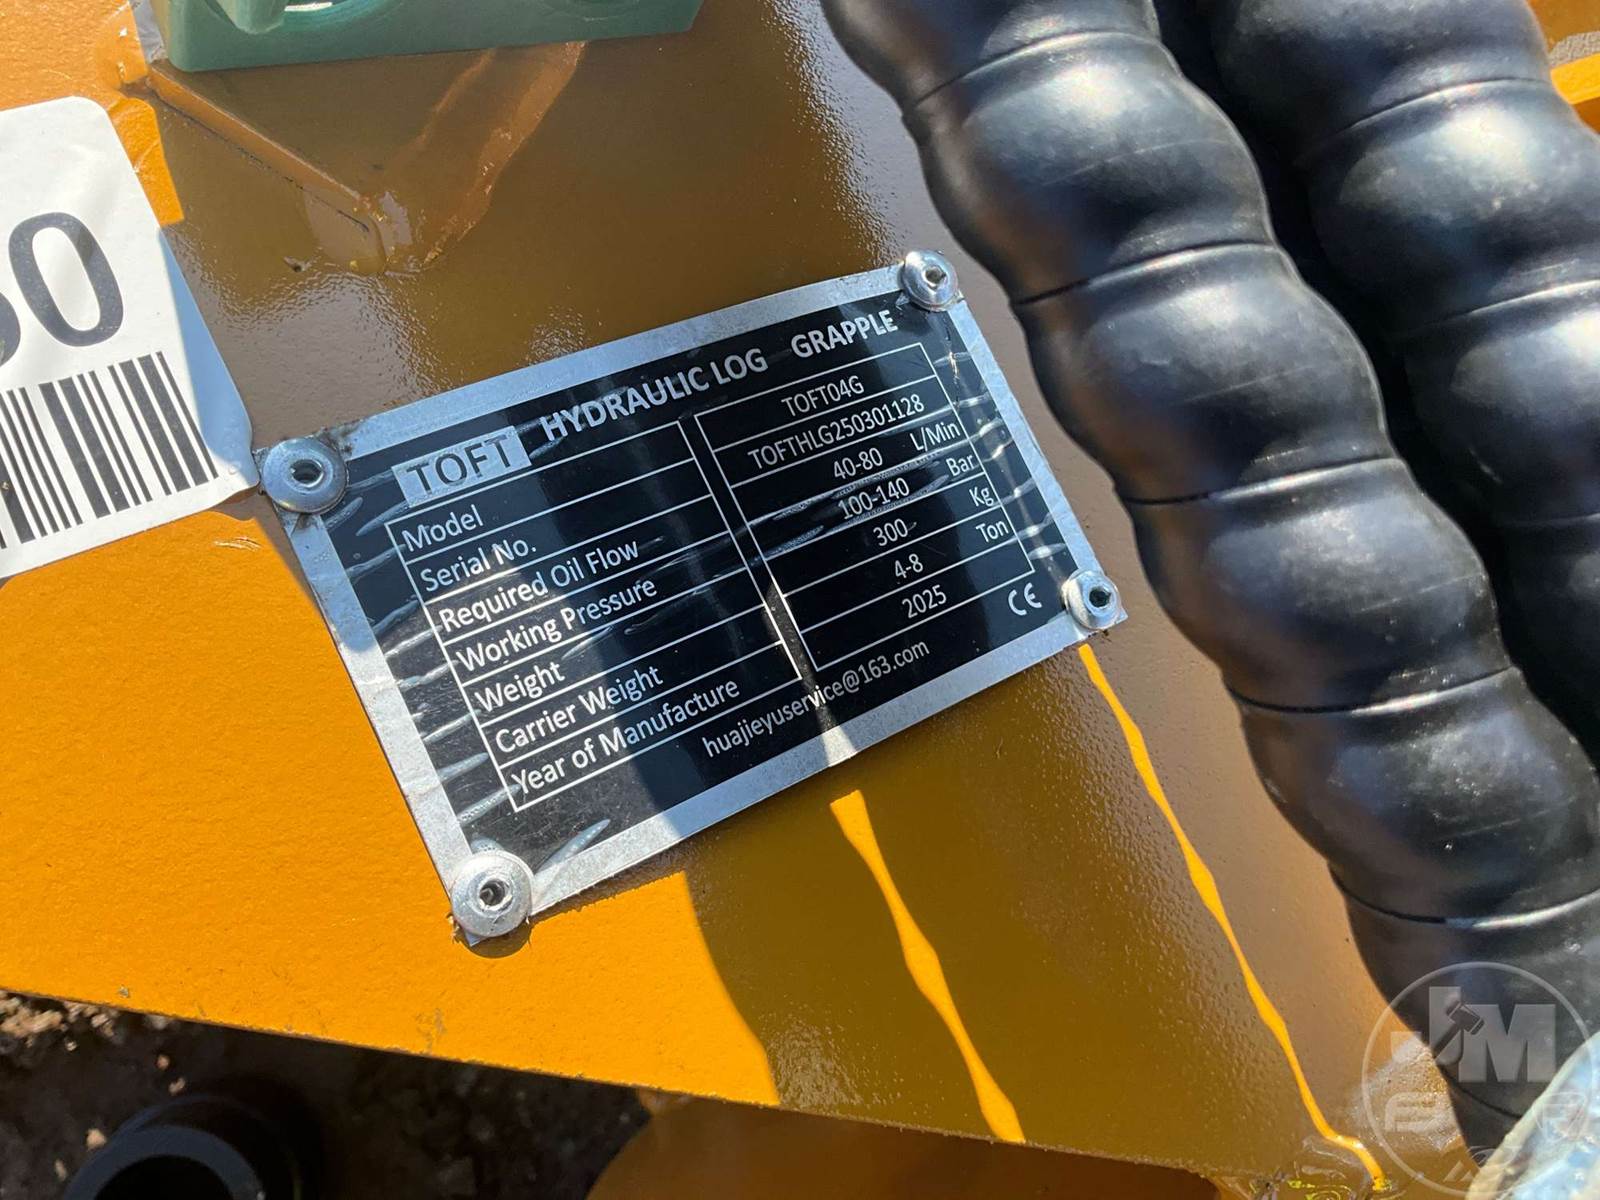 TOFT HYDRAULIC LOG GRAPPLE
Model TOFT04G
Serial No. TOFTHLG250301128
Required Oil Flow 40-80 L/Min
Working Pressure 100-140 Bar
Weight 300 Kg
Carrier Weight 4-8 Ton
Year of Manufacture 2025
huajieyuservice@163.com CE
JM